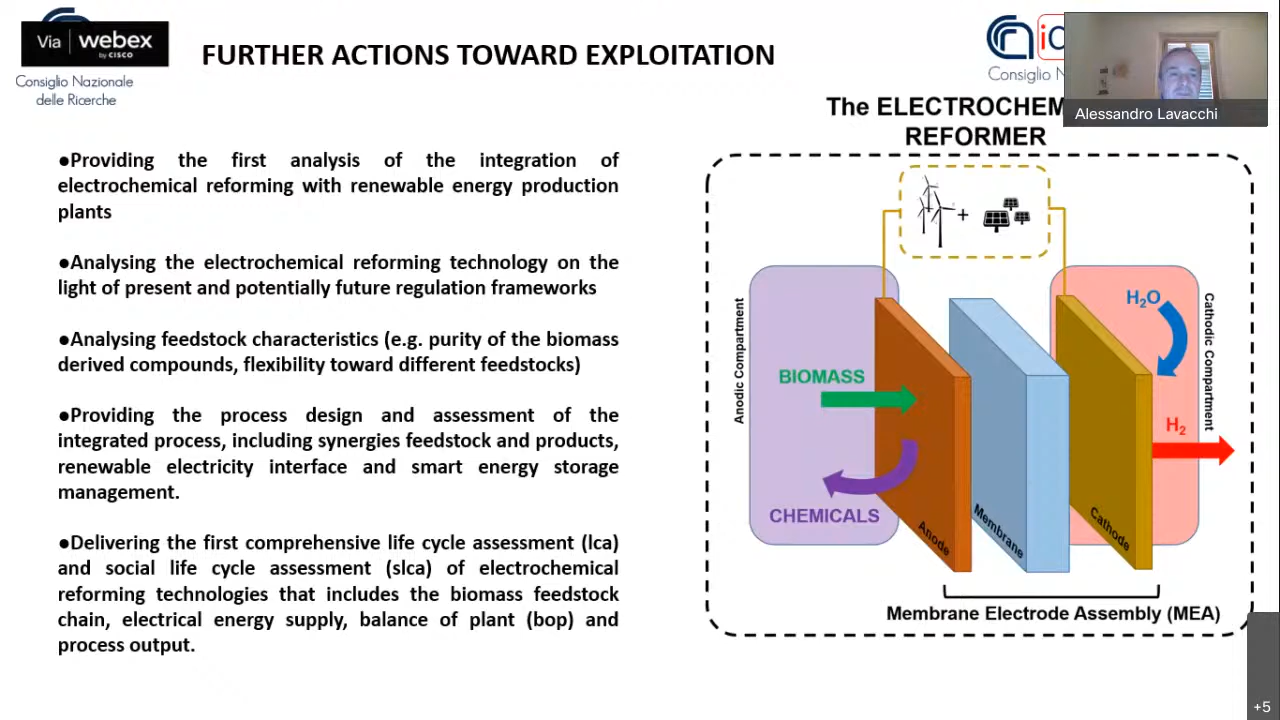 Via webex
by CISCO
Consiglio Nazionale
delle Ricerche
FURTHER ACTIONS TOWARD EXPLOITATION
Consiglio
Alessandro Lavacchi
●Providing the first analysis of the integration of
electrochemical reforming with renewable energy production
plants
●Analysing the electrochemical reforming technology on the
light of present and potentially future regulation frameworks
●Analysing feedstock characteristics (e.g. purity of the biomass
derived compounds, flexibility toward different feedstocks)
●Providing the process design and assessment of the
integrated process, including synergies feedstock and products,
renewable electricity interface and smart energy storage
management.
●Delivering the first comprehensive life cycle assessment (lca)
and social life cycle assessment (slca) of electrochemical
reforming technologies that includes the biomass feedstock
chain, electrical energy supply, balance of plant (bop) and
process output.
The ELECTROCHEM
REFORMER
+
Anodic Compartment
BIOMASS
CHEMICALS
Anode
Membrane
Cathode
H₂O
H₂
Cathodic Compartment
Membrane Electrode Assembly (MEA)
+5